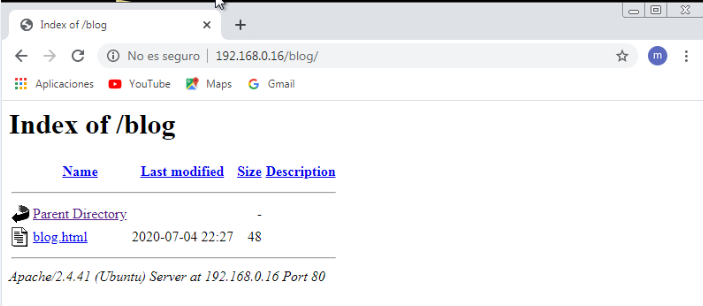 Index of /blog
No es seguro | 192.168.0.16/blog/
m
Aplicaciones YouTube Maps Gmail
Index of /blog
Name Last modified Size Description
Parent Directory -
blog.html 2020-07-04 22:27 48
Apache/2.4.41 (Ubuntu) Server at 192.168.0.16 Port 80